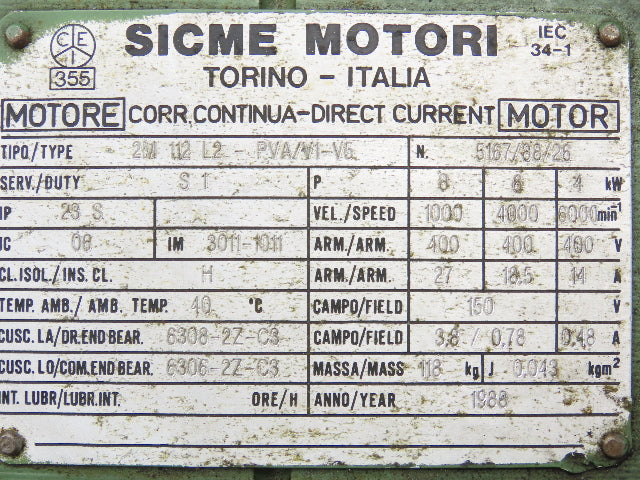 CEI 355 SICME MOTORI IEC 34-1
TORINO - ITALIA
MOTORE CORR.CONTINUA-DIRECT CURRENT MOTOR
TIPO/TYPE 2M 112 L2 - PVA/V1-V5 N. 5167/88/26
SERV./DUTY S 1 P 8 6 4 kW
IP 23 S VEL./SPEED 1000 4000 6000 min⁻¹
IC 06 IM 3011-1011 ARM./ARM. 400 400 400 V
CL.ISOL./INS. CL. H ARM./ARM. 27 18.5 14 A
TEMP. AMB./ AMB. TEMP. 40 °C CAMPO/FIELD 150 V
CUSC. LA/DR.END BEAR. 6308-2Z-C3 CAMPO/FIELD 3,8 / 0,78 0,48 A
CUSC. LO/COM.END BEAR. 6306-2Z-C3 MASSA/MASS 118 kg J 0.043 kgm²
INT. LUBR/LUBR.INT. ORE/H ANNO/YEAR 1988